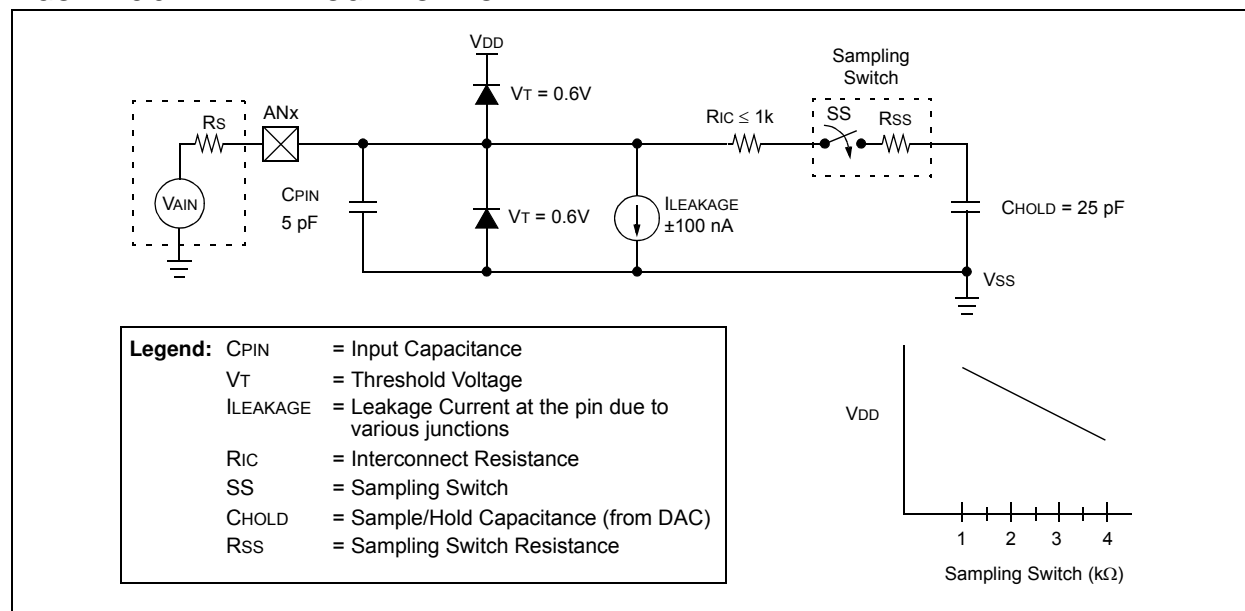 VDD
Sampling
Switch
VT = 0.6V
ANx
RS
RIC ≤ 1k
SS
RSS
VAIN
CPIN
5 pF
VT = 0.6V
ILEAKAGE
±100 nA
CHOLD = 25 pF
VSS
Legend: CPIN = Input Capacitance
VT = Threshold Voltage
ILEAKAGE = Leakage Current at the pin due to
various junctions
RIC = Interconnect Resistance
SS = Sampling Switch
CHOLD = Sample/Hold Capacitance (from DAC)
RSS = Sampling Switch Resistance
VDD
1 2 3 4
Sampling Switch (kΩ)